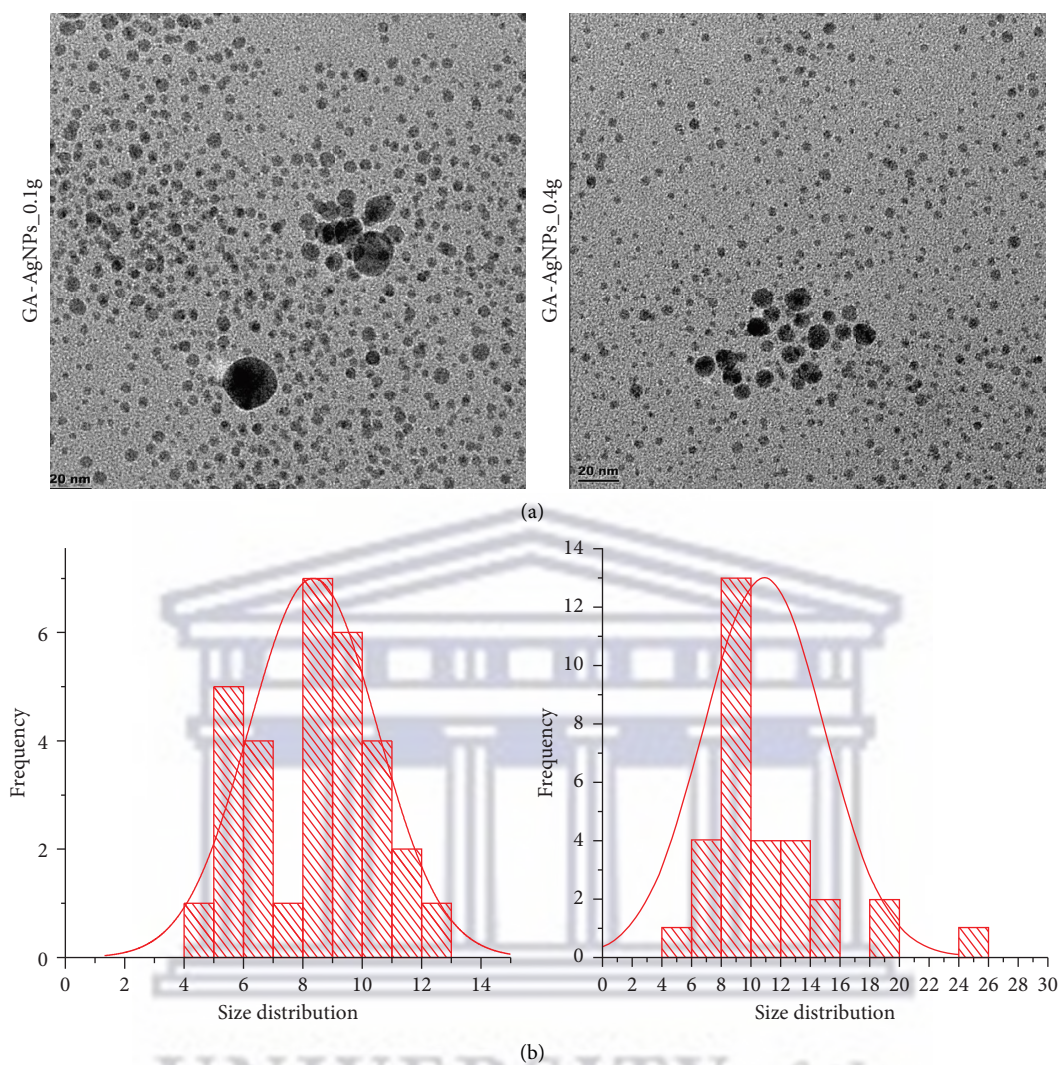 GA-AgNPs_0.1g
20 nm
GA-AgNPs_0.4g
20 nm
(a)
Frequency
6
4
2
0
0 2 4 6 8 10 12 14
Size distribution
Frequency
14
12
10
8
6
4
2
0
0 2 4 6 8 10 12 14 16 18 20 22 24 26 28 30
Size distribution
(b)